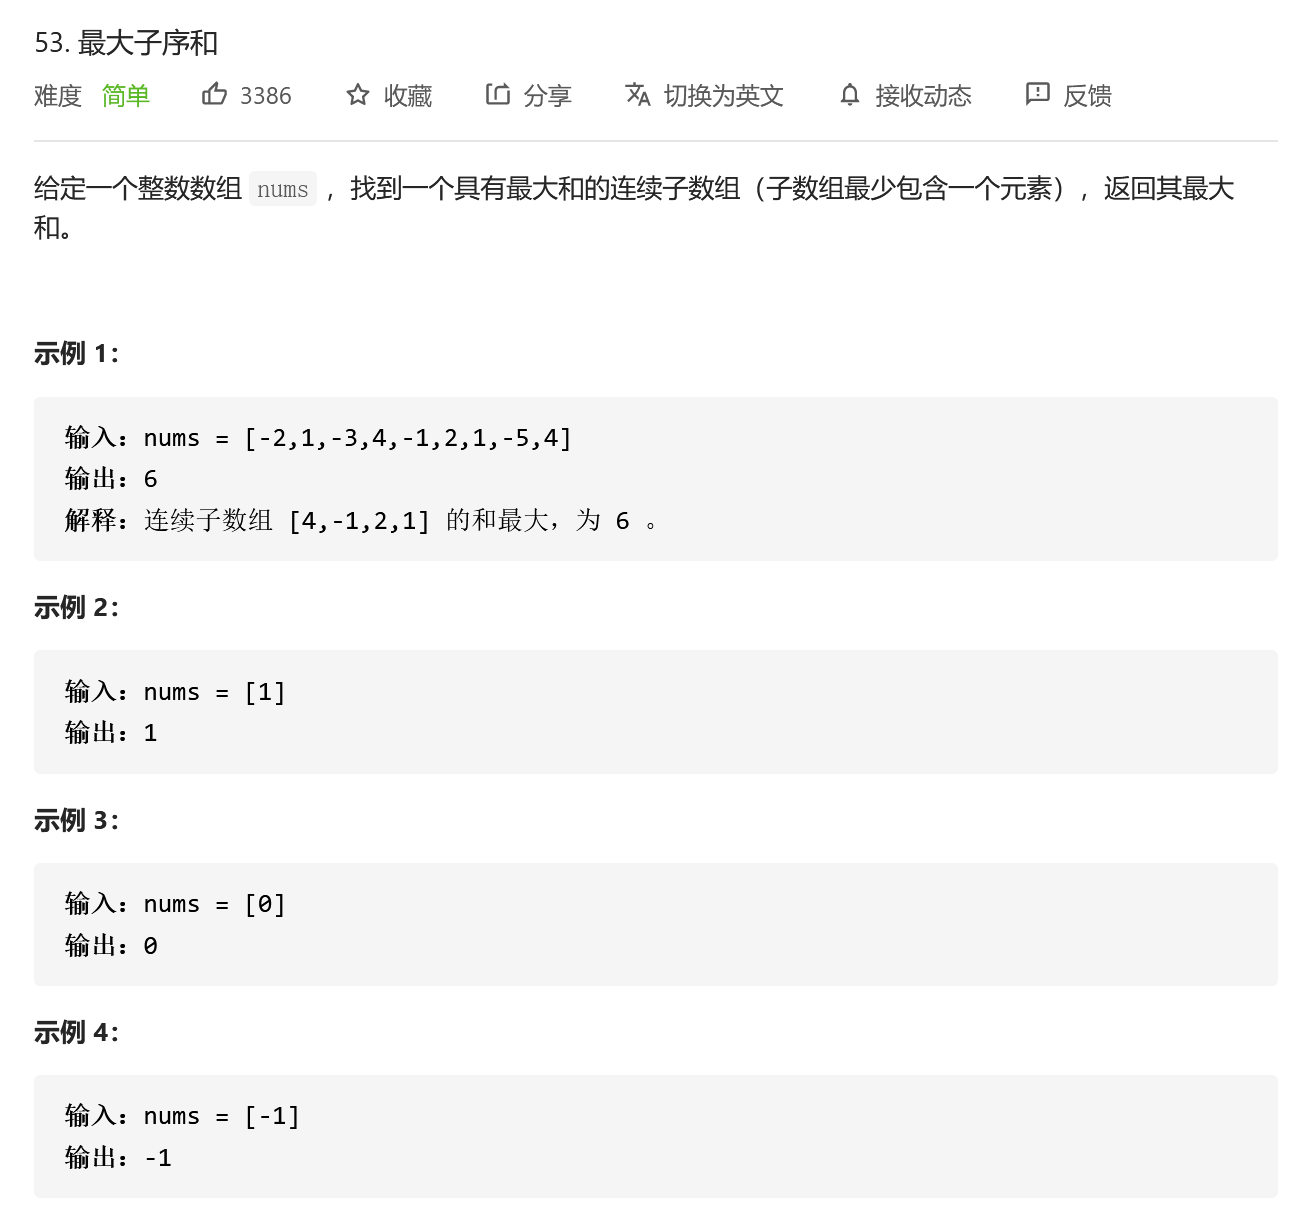 53. 最大子序和
难度 简单 3386 收藏 分享 切换为英文 接收动态 反馈
给定一个整数数组 nums ，找到一个具有最大和的连续子数组（子数组最少包含一个元素），返回其最大
和。
示例 1：
输入：nums = [-2,1,-3,4,-1,2,1,-5,4]
输出：6
解释：连续子数组 [4,-1,2,1] 的和最大，为 6 。
示例 2：
输入：nums = [1]
输出：1
示例 3：
输入：nums = [0]
输出：0
示例 4：
输入：nums = [-1]
输出：-1